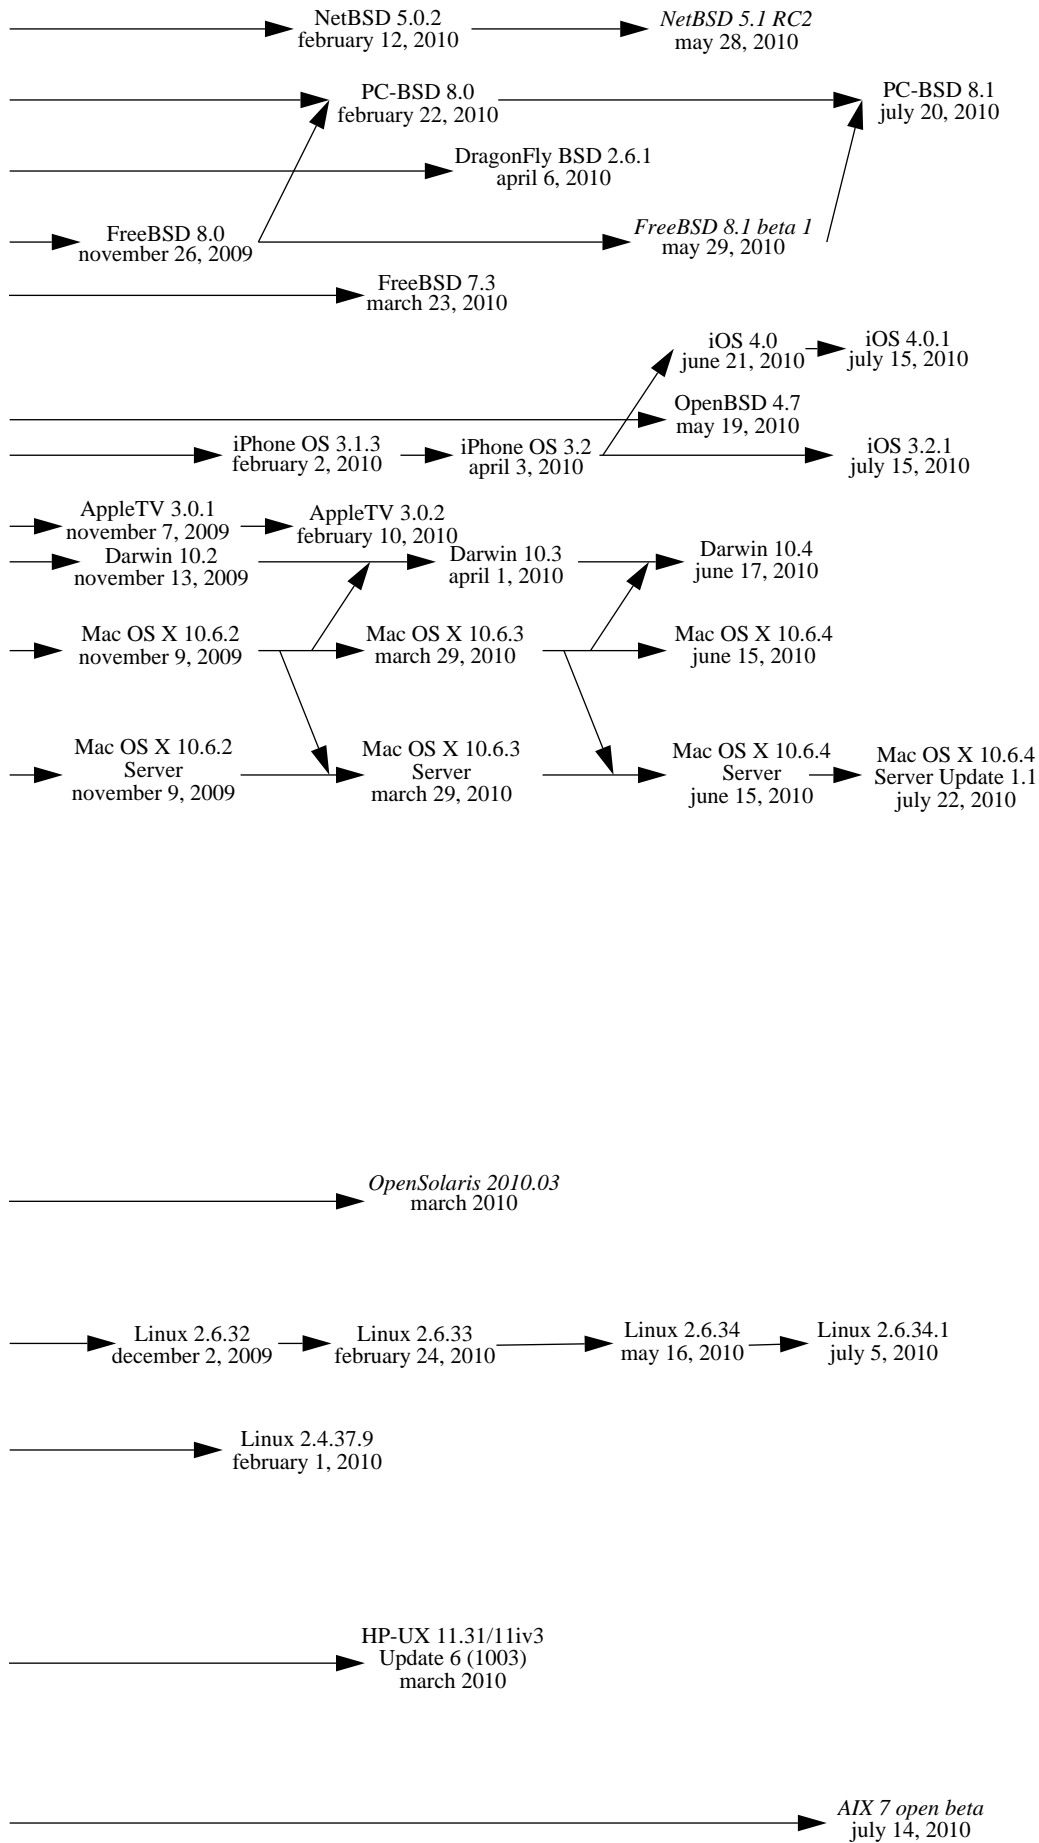 NetBSD 5.0.2
february 12, 2010
NetBSD 5.1 RC2
may 28, 2010
PC-BSD 8.0
february 22, 2010
PC-BSD 8.1
july 20, 2010
DragonFly BSD 2.6.1
april 6, 2010
FreeBSD 8.0
november 26, 2009
FreeBSD 8.1 beta 1
may 29, 2010
FreeBSD 7.3
march 23, 2010
iOS 4.0
june 21, 2010
iOS 4.0.1
july 15, 2010
OpenBSD 4.7
may 19, 2010
iPhone OS 3.1.3
february 2, 2010
iPhone OS 3.2
april 3, 2010
iOS 3.2.1
july 15, 2010
AppleTV 3.0.1
november 7, 2009
AppleTV 3.0.2
february 10, 2010
Darwin 10.2
november 13, 2009
Darwin 10.3
april 1, 2010
Darwin 10.4
june 17, 2010
Mac OS X 10.6.2
november 9, 2009
Mac OS X 10.6.3
march 29, 2010
Mac OS X 10.6.4
june 15, 2010
Mac OS X 10.6.2
Server
november 9, 2009
Mac OS X 10.6.3
Server
march 29, 2010
Mac OS X 10.6.4
Server
june 15, 2010
Mac OS X 10.6.4
Server Update 1.1
july 22, 2010
OpenSolaris 2010.03
march 2010
Linux 2.6.32
december 2, 2009
Linux 2.6.33
february 24, 2010
Linux 2.6.34
may 16, 2010
Linux 2.6.34.1
july 5, 2010
Linux 2.4.37.9
february 1, 2010
HP-UX 11.31/11iv3
Update 6 (1003)
march 2010
AIX 7 open beta
july 14, 2010